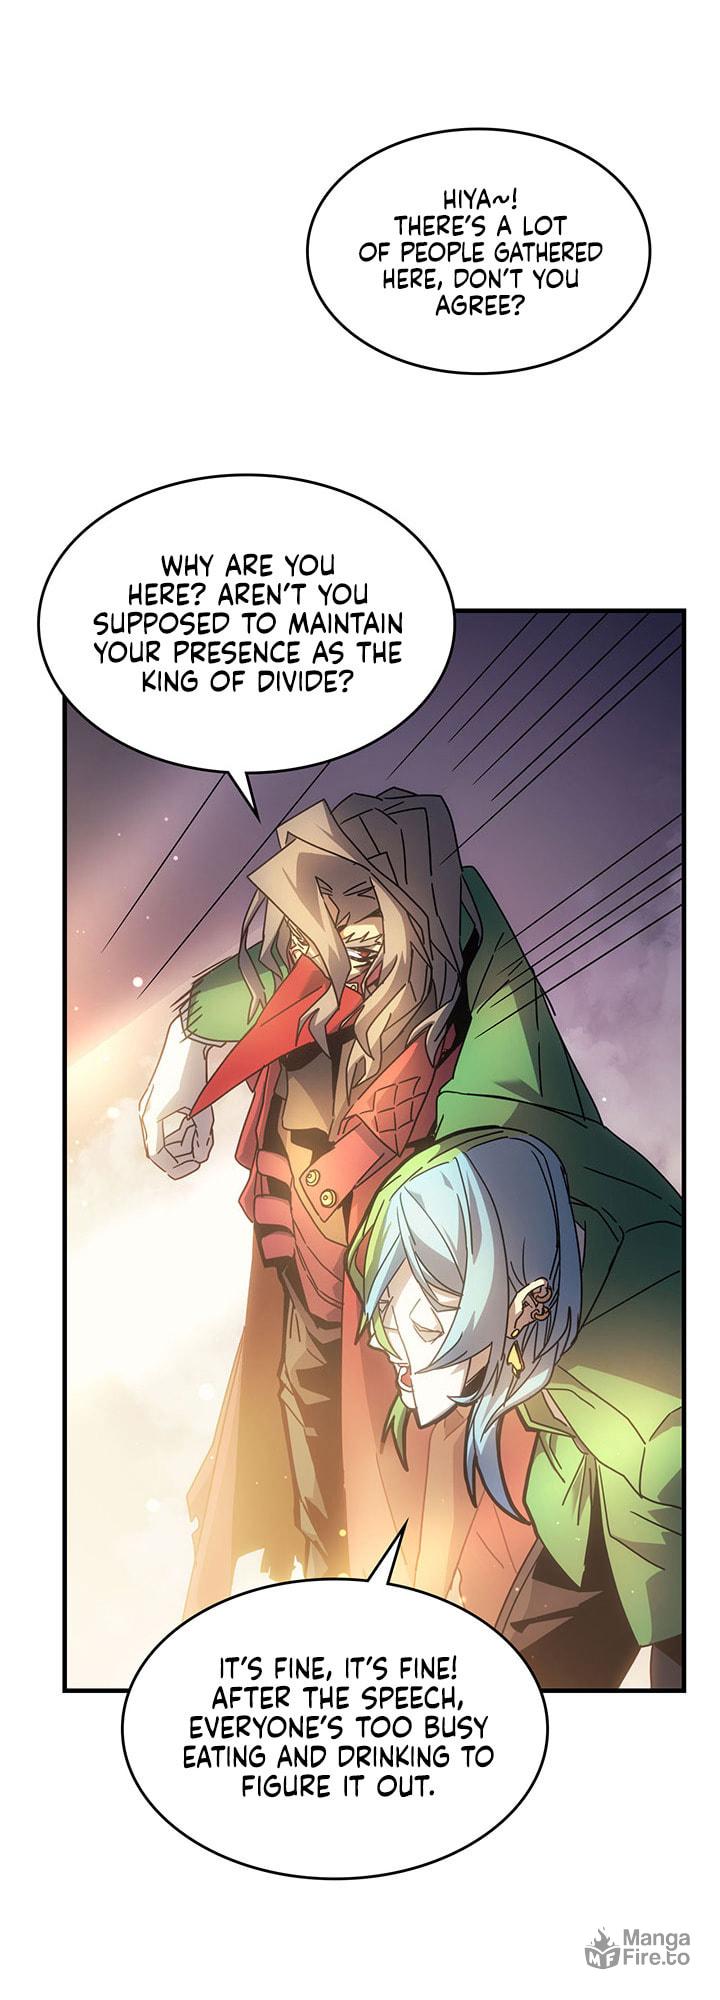 HIYA~!
THERE'S A LOT
OF PEOPLE GATHERED
HERE, DON'T YOU
AGREE?
WHY ARE YOU
HERE? AREN'T YOU
SUPPOSED TO MAINTAIN
YOUR PRESENCE AS THE
KING OF DIVIDE?
IT'S FINE, IT'S FINE!
AFTER THE SPEECH,
EVERYONE'S TOO BUSY
EATING AND DRINKING TO
FIGURE IT OUT.
Manga
MF Fire.to